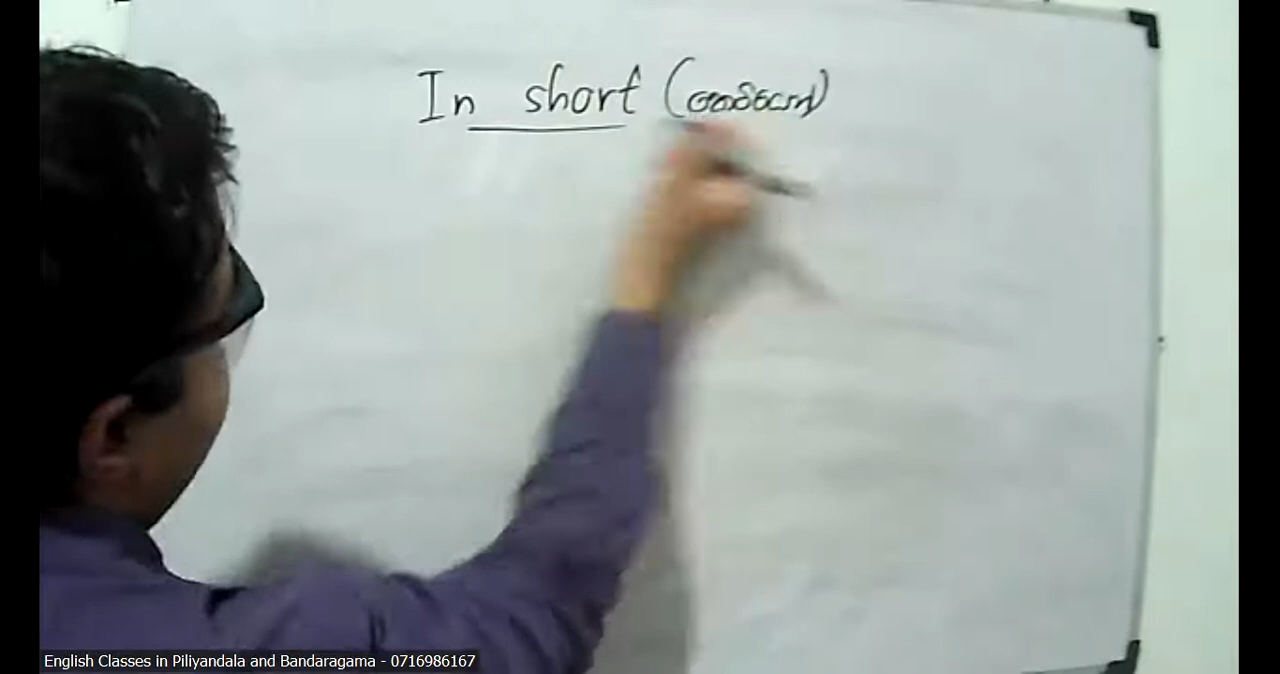 In short (කෙටියෙන්)
English Classes in Piliyandala and Bandaragama - 0716986167